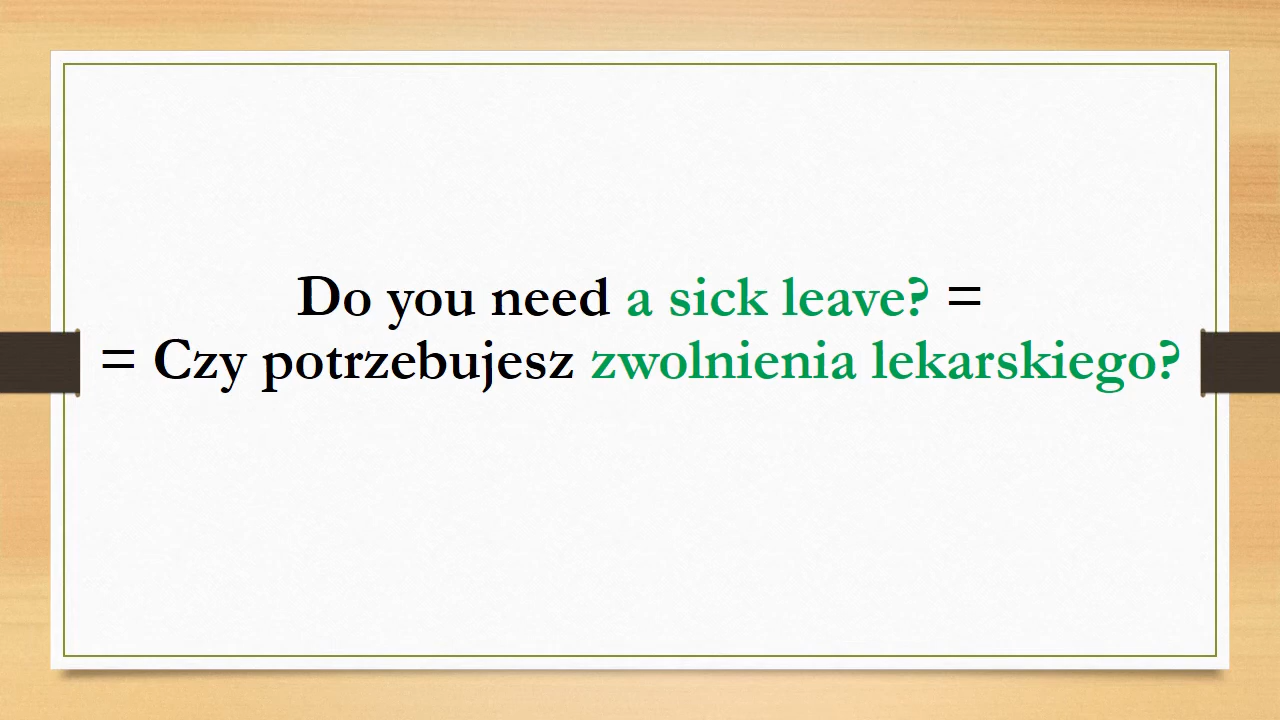 Do you need a sick leave? =
= Czy potrzebujesz zwolnienia lekarskiego?